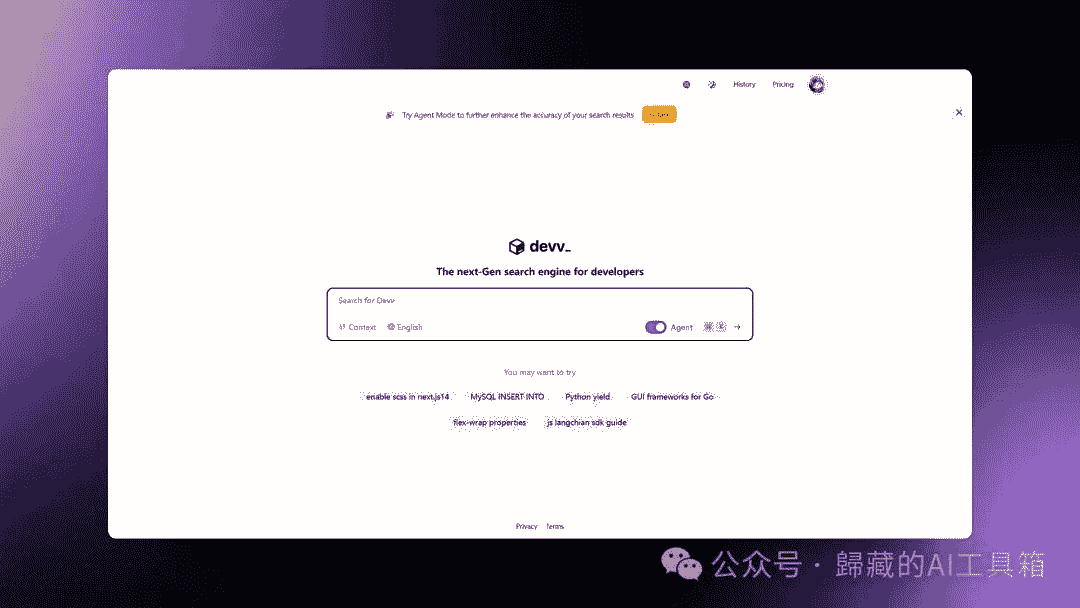 History Pricing
Try Agent Mode to further enhance the accuracy of your search results
devv_
The next-Gen search engine for developers
Search for Devv
Context English Agent
You may want to try
enable scss in next.js14 MySQL INSERT INTO Python yield GUI frameworks for Go
flex-wrap properties js langchian sdk guide
Privacy Terms
公众号 · 歸藏的AI工具箱